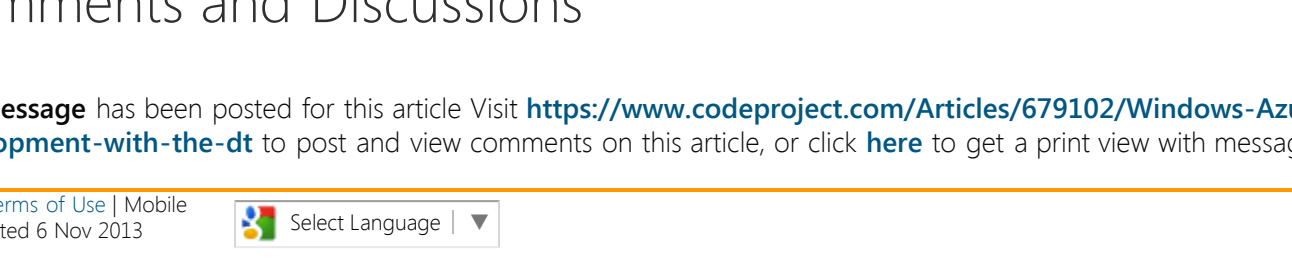 mments and Discussions
essage has been posted for this article Visit https://www.codeproject.com/Articles/679102/Windows-Azu
opment-with-the-dt to post and view comments on this article, or click here to get a print view with messag
erms of Use | Mobile
ted 6 Nov 2013
Select Language | ▼